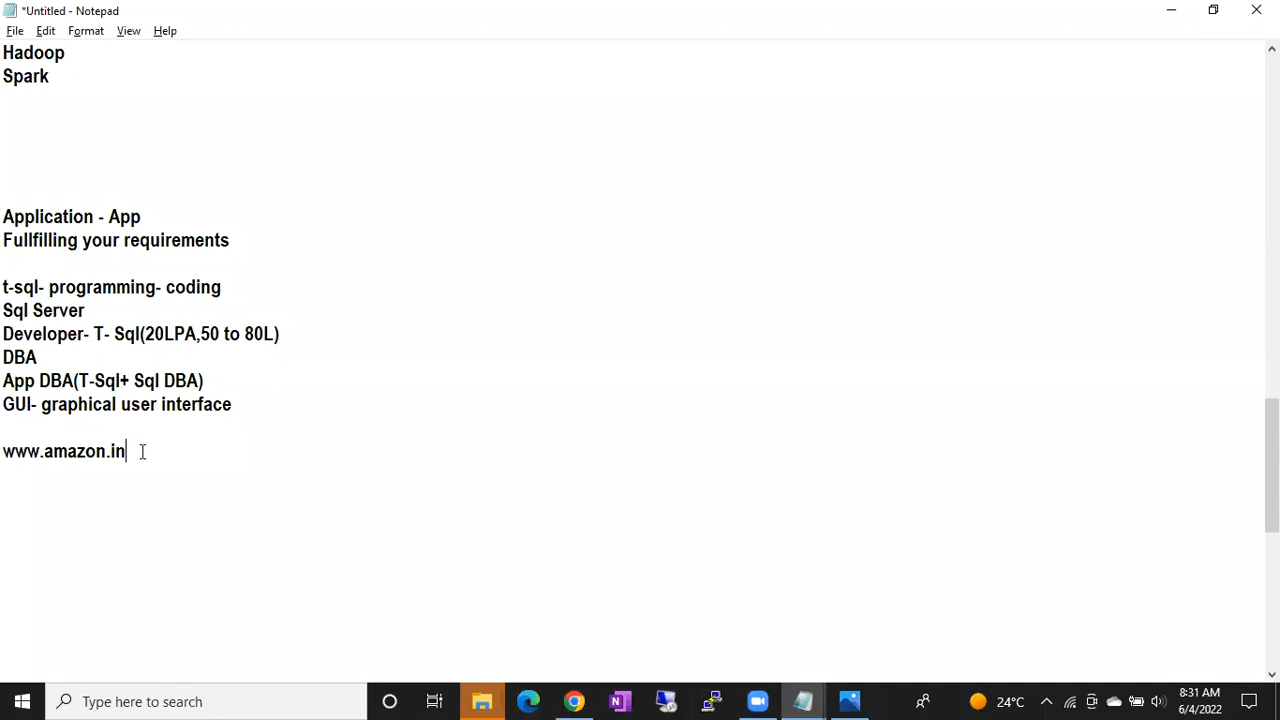 *Untitled - Notepad
File Edit Format View Help
Hadoop
Spark
Application - App
Fullfilling your requirements
t-sql- programming- coding
Sql Server
Developer- T- Sql(20LPA,50 to 80L)
DBA
App DBA(T-Sql+ Sql DBA)
GUI- graphical user interface
www.amazon.in
Type here to search
24°C
8:31 AM
6/4/2022